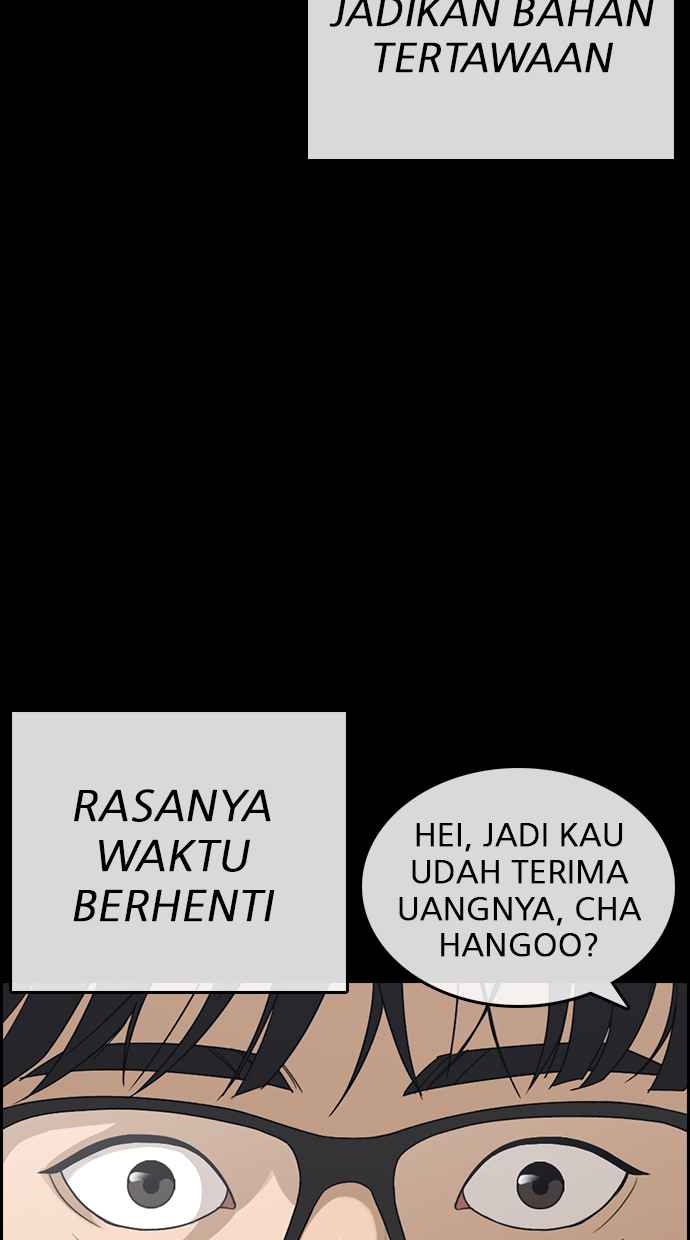 JADIKAN BAHAN
TERTAWAAN
RASANYA
WAKTU
BERHENTI
HEI, JADI KAU
UDAH TERIMA
UANGNYA, CHA
HANGOO?